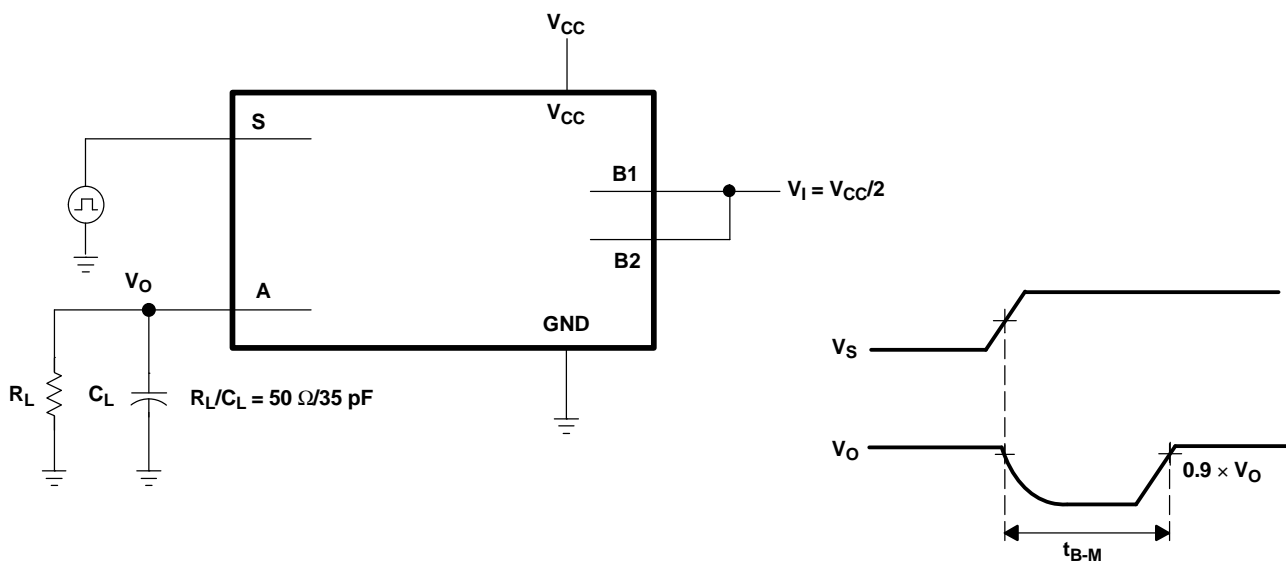 VCC
S
VCC
B1
VI = VCC/2
B2
VO
A
GND
RL
CL
RL/CL = 50 Ω/35 pF
VS
VO
0.9 × VO
tB-M